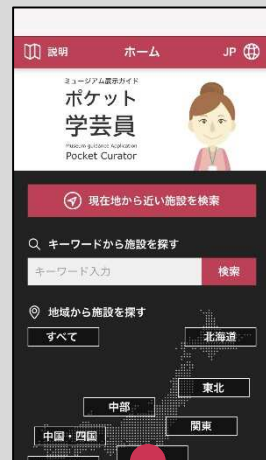 説明
ホーム
JP
ミュージアム展示ガイド
ポケット
学芸員
Museum guidance Application
Pocket Curator
現在地から近い施設を検索
キーワードから施設を探す
キーワード入力
検索
地域から施設を探す
すべて
北海道
東北
中部
関東
中国・四国